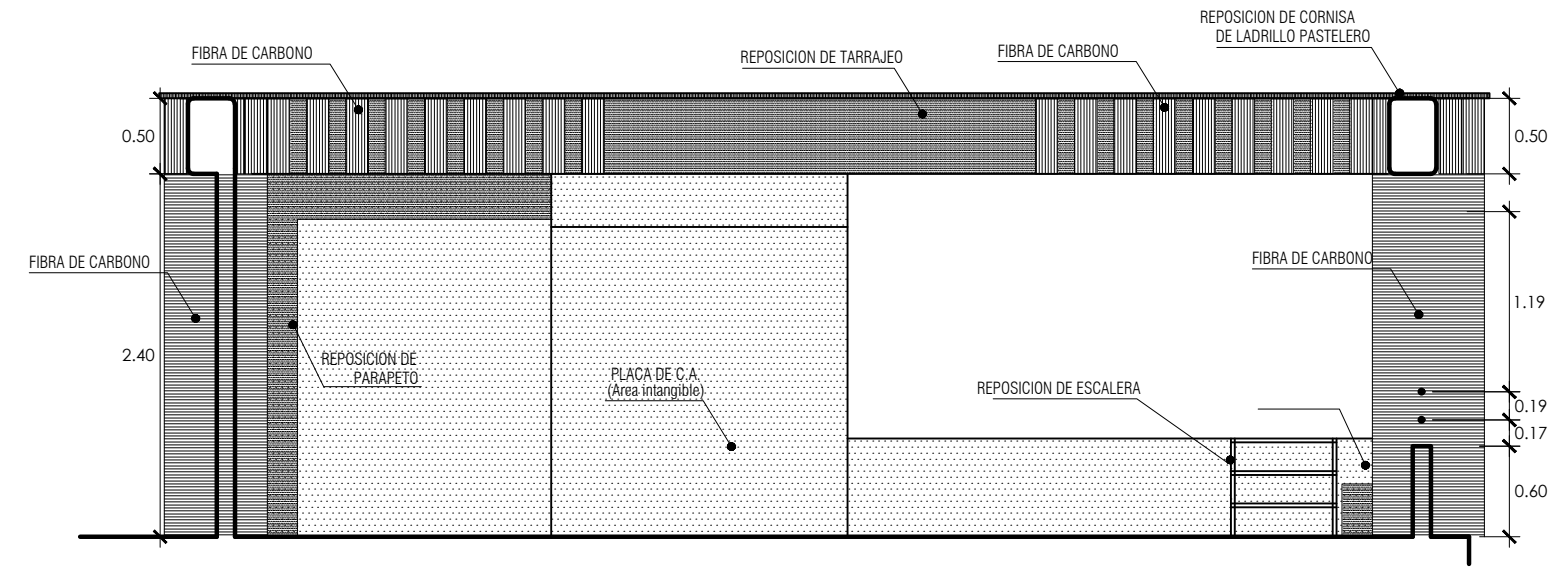 REPOSICION DE CORNISA
DE LADRILLO PASTELERO
FIBRA DE CARBONO
REPOSICION DE TARRAJEO
FIBRA DE CARBONO
0.50
0.50
FIBRA DE CARBONO
FIBRA DE CARBONO
1.19
2.40
REPOSICION DE
PARAPETO
PLACA DE C.A.
(Area intangible)
REPOSICION DE ESCALERA
0.19
0.17
0.60